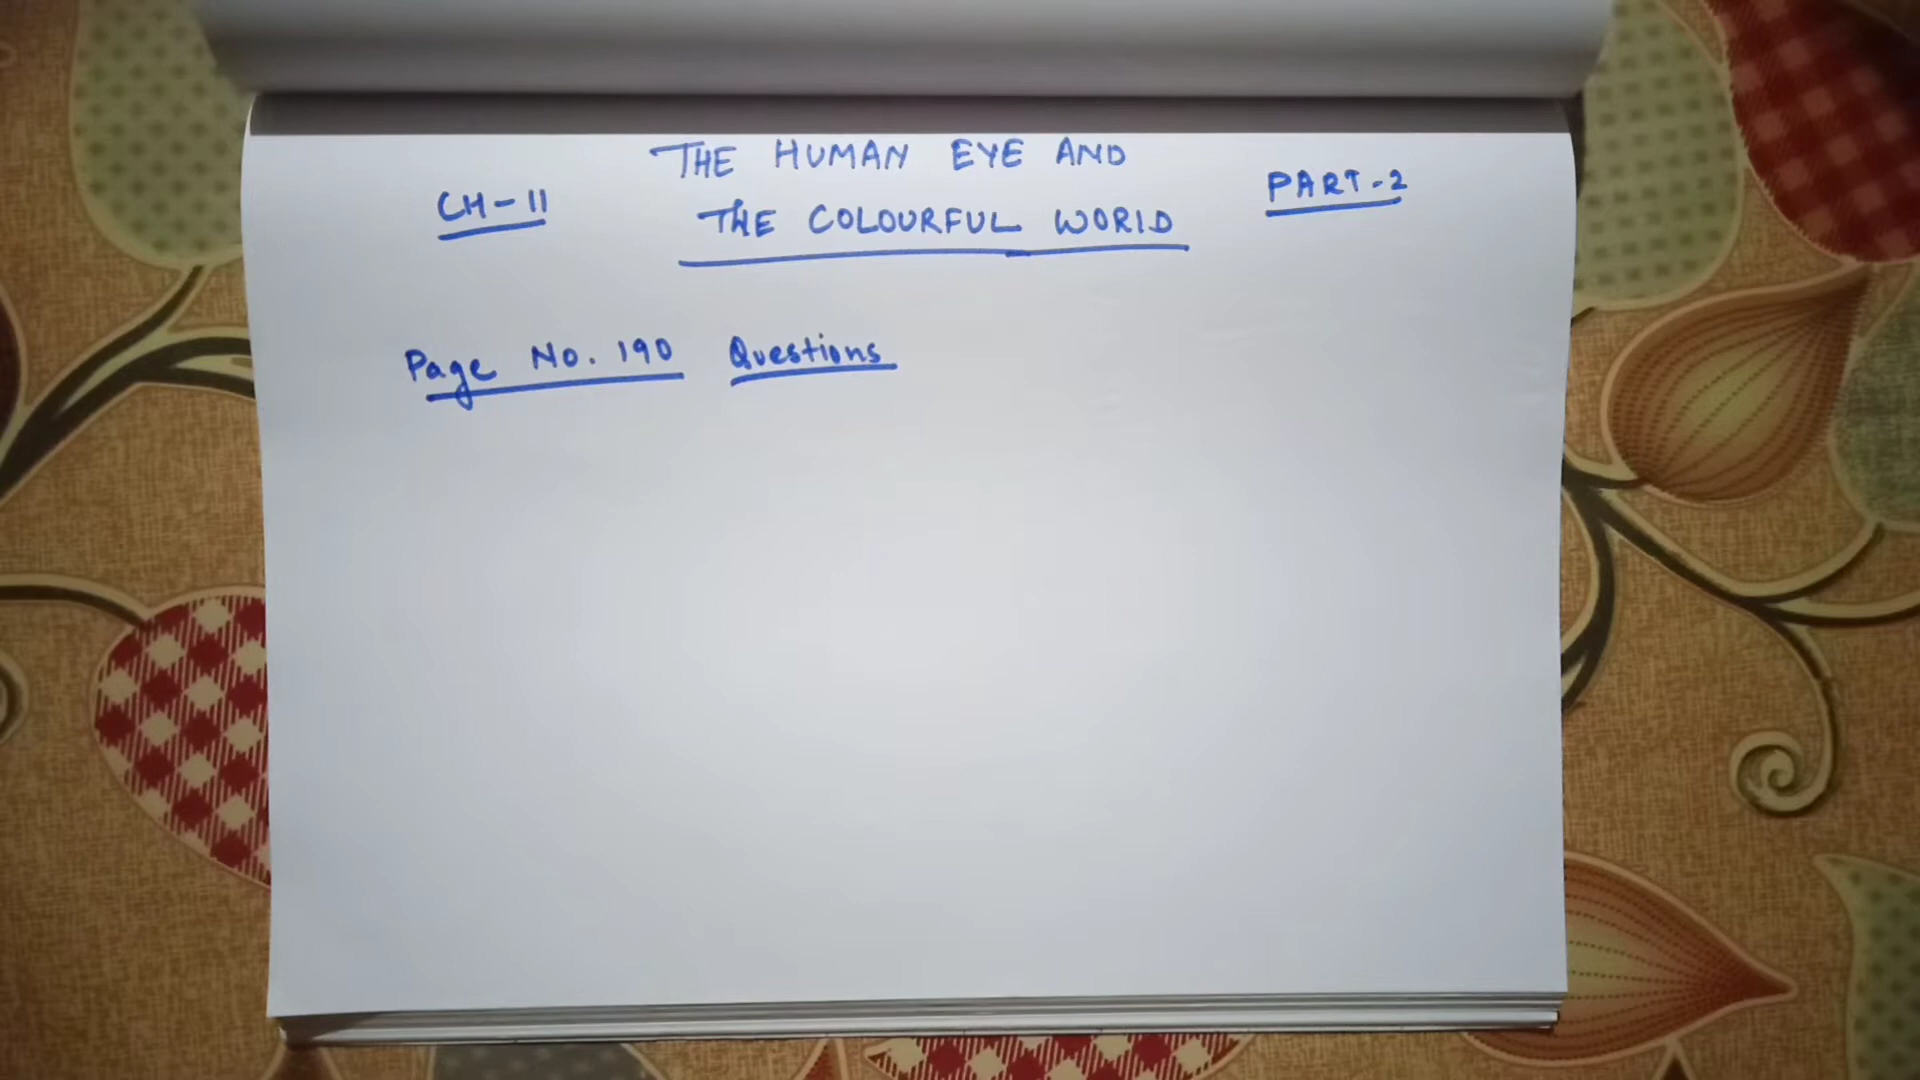 THE HUMAN EYE AND
CH-11
THE COLOURFUL WORLD
PART-2
Page No. 190 Questions